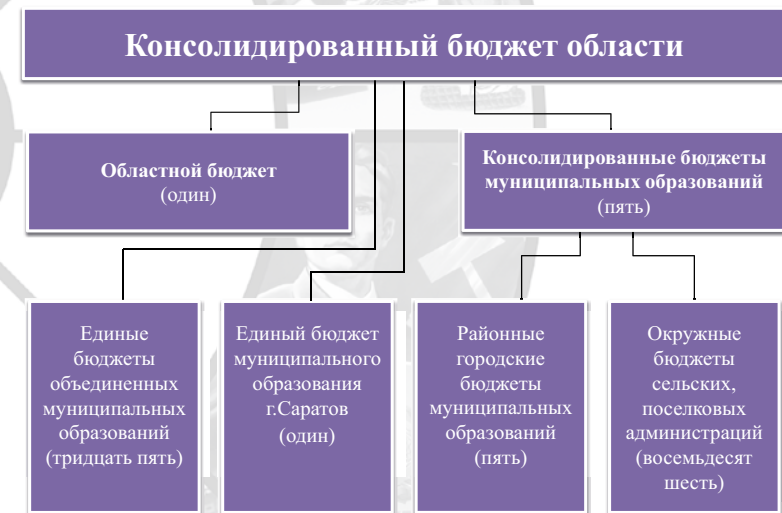 Консолидированный бюджет области
Областной бюджет
(один)
Консолидированные бюджеты
муниципальных образований
(пять)
Единые
бюджеты
объединенных
муниципальных
образований
(тридцать пять)
Единый бюджет
муниципального
образования
г.Саратов
(один)
Районные
городские
бюджеты
муниципальных
образований
(пять)
Окружные
бюджеты
сельских,
поселковых
администраций
(восемьдесят
шесть)